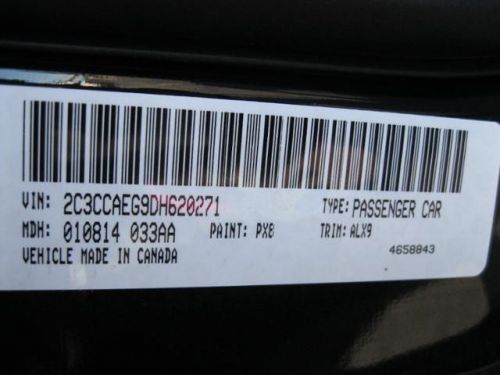 VIN: 2C3CCAEG9DH620271 TYPE: PASSENGER CAR
MDH: 010814 033AA PAINT: PX8 TRIM: ALX9
VEHICLE MADE IN CANADA 4658843